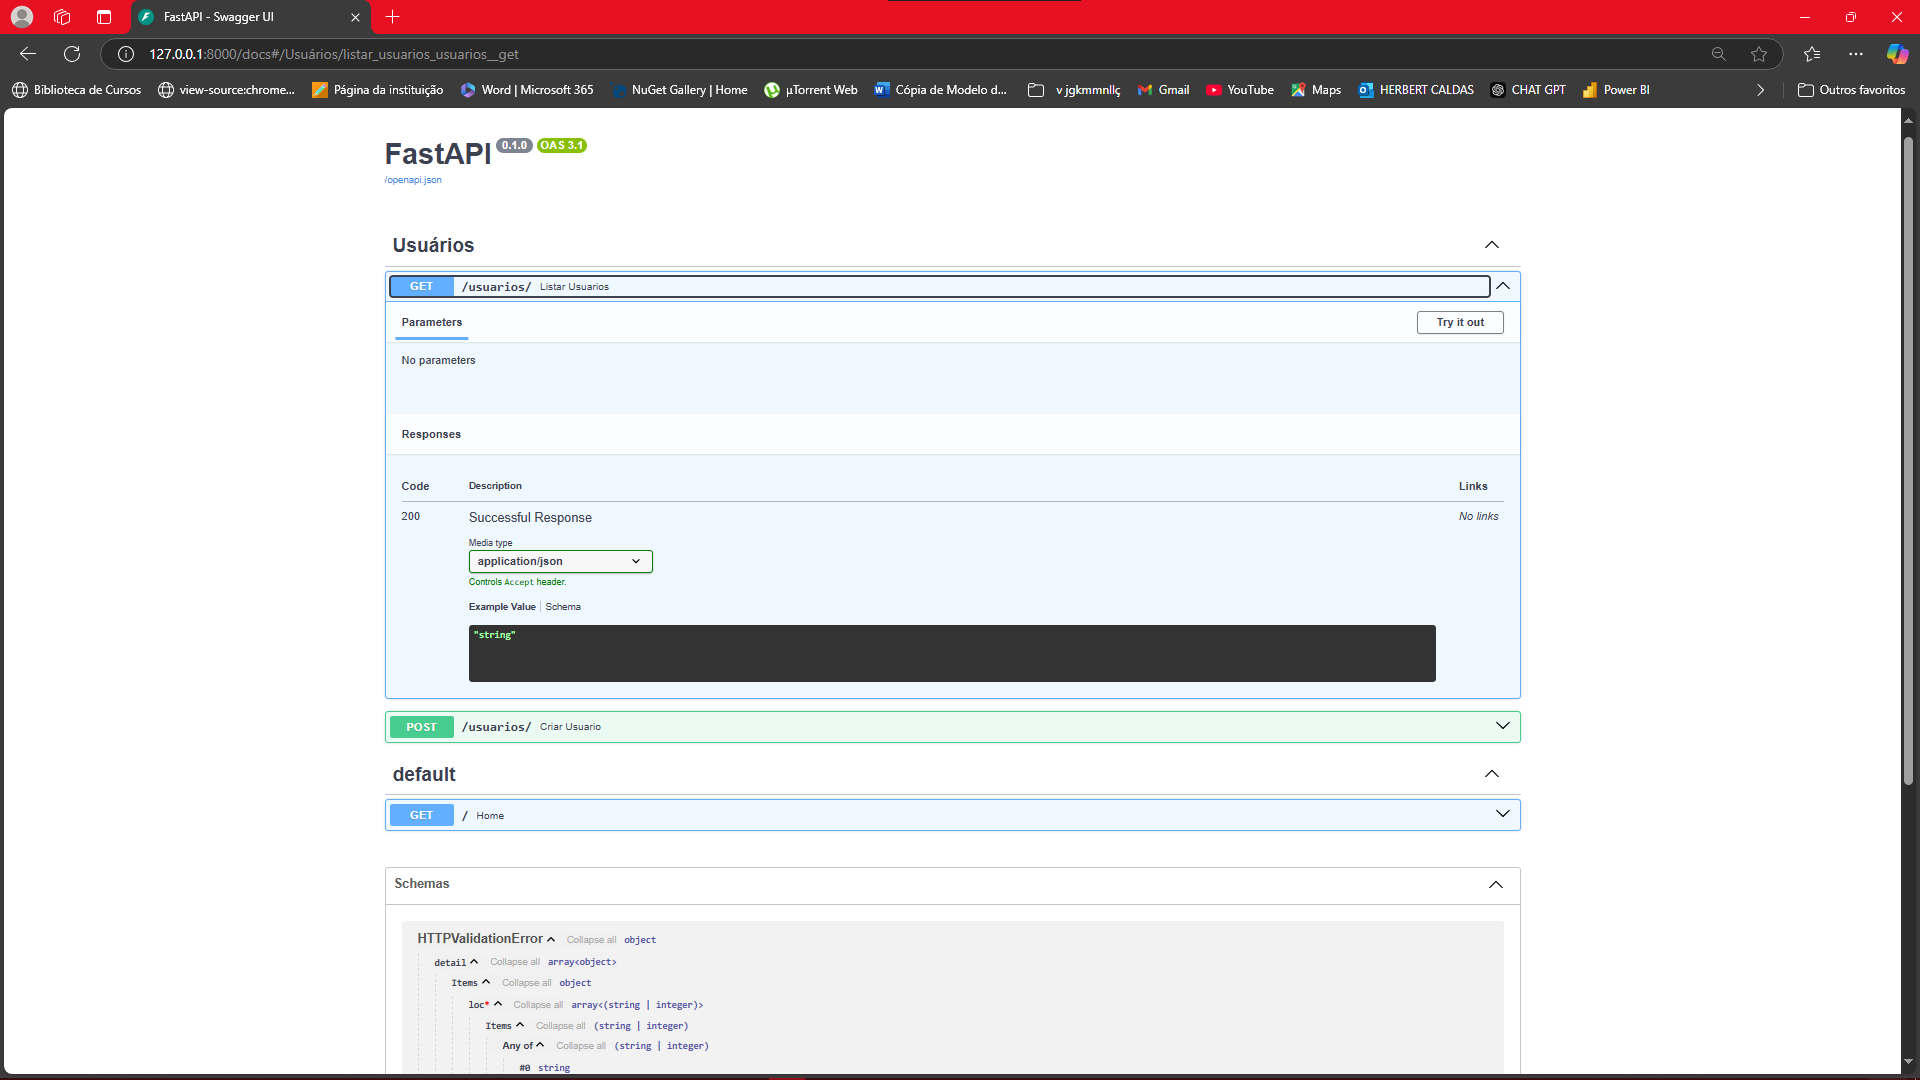 FastAPI - Swagger UI
127.0.0.1:8000/docs#/Usuários/listar_usuarios_usuarios__get
Biblioteca de Cursos
view-source:chrome...
Página da instituição
Word | Microsoft 365
NuGet Gallery | Home
µTorrent Web
Cópia de Modelo d...
v jgkmmnllç
Gmail
YouTube
Maps
HERBERT CALDAS
CHAT GPT
Power BI
Outros favoritos
FastAPI 0.1.0 OAS 3.1
/openapi.json
Usuários
GET /usuarios/ Listar Usuarios
Parameters
Try it out
No parameters
Responses
Code Description Links
200 Successful Response No links
Media type
application/json
Controls Accept header.
Example Value | Schema
"string"
POST /usuarios/ Criar Usuario
default
GET / Home
Schemas
HTTPValidationError Collapse all object
detail Collapse all array<object>
Items Collapse all object
loc* Collapse all array<(string | integer)>
Items Collapse all (string | integer)
Any of Collapse all (string | integer)
#0 string